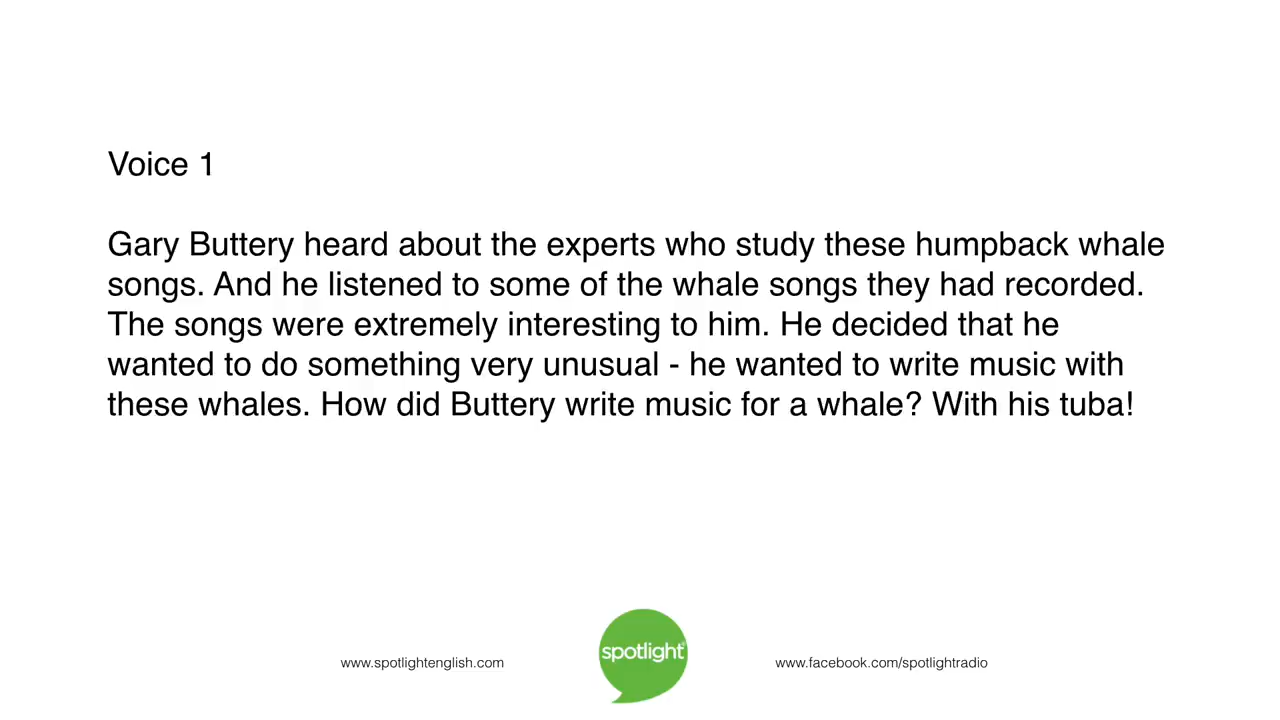 Voice 1
Gary Buttery heard about the experts who study these humpback whale
songs. And he listened to some of the whale songs they had recorded.
The songs were extremely interesting to him. He decided that he
wanted to do something very unusual - he wanted to write music with
these whales. How did Buttery write music for a whale? With his tuba!
www.spotlightenglish.com
spotlight®
www.facebook.com/spotlightradio